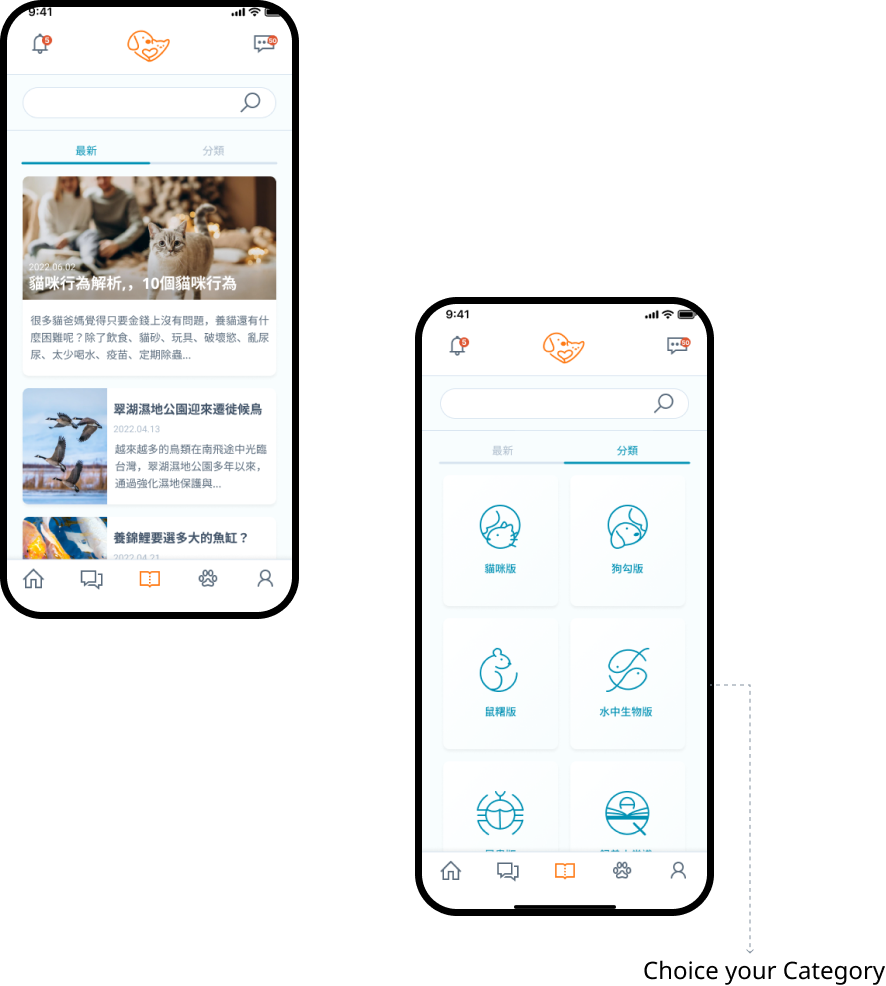 9:41
5
50
最新
分類
2022.06.02
貓咪行為解析,，10個貓咪行為
很多貓爸媽覺得只要金錢上沒有問題，養貓還有什
麼困難呢？除了飲食、貓砂、玩具、破壞慾、亂尿
尿、太少喝水、疫苗、定期除蟲...
翠湖濕地公園迎來遷徙候鳥
2022.04.13
越來越多的鳥類在南飛途中光臨
台灣，翠湖濕地公園多年以來，
通過強化濕地保護與...
養錦鯉要選多大的魚缸？
2022.04.21
9:41
5
50
最新
分類
貓咪版
狗勾版
鼠糬版
水中生物版
Choice your Category